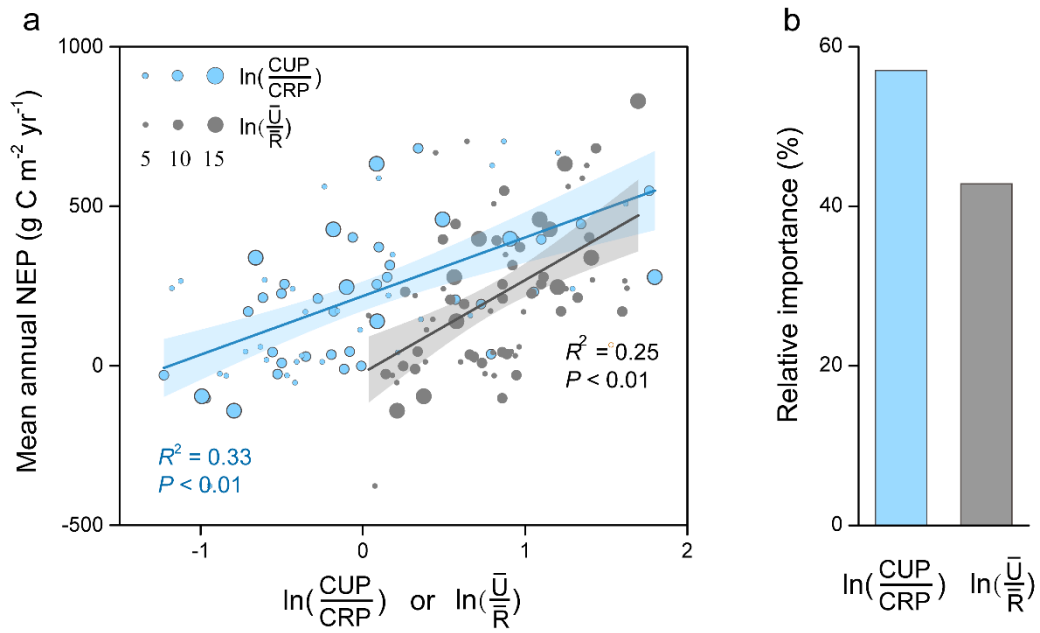 a
1000
500
0
-500
Mean annual NEP (g C m⁻² yr⁻¹)
ln(CUP/CRP)
ln(Ū/R̄)
5 10 15
R² = 0.25
P < 0.01
R² = 0.33
P < 0.01
-1 0 1 2
ln(CUP/CRP) or ln(Ū/R̄)
b
60
40
20
0
Relative importance (%)
ln(CUP/CRP) ln(Ū/R̄)